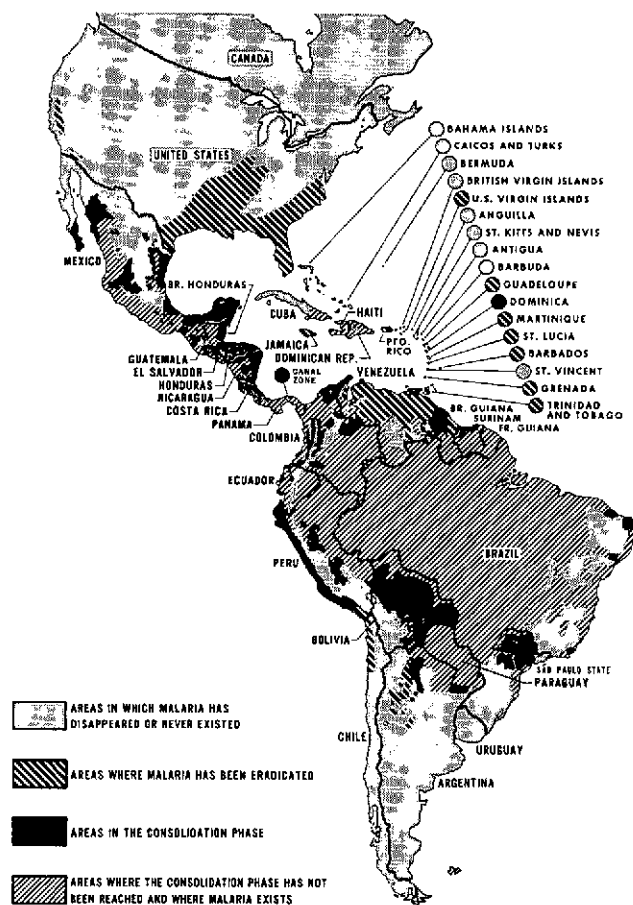 CANADA
UNITED STATES
BAHAMA ISLANDS
CAICOS AND TURKS
BERMUDA
BRITISH VIRGIN ISLANDS
U.S. VIRGIN ISLANDS
ANGUILLA
ST. KITTS AND NEVIS
ANTIGUA
BARBUDA
GUADELOUPE
DOMINICA
MARTINIQUE
ST. LUCIA
BARBADOS
ST. VINCENT
GRENADA
TRINIDAD
AND TOBAGO
MEXICO
BR. HONDURAS
CUBA
HAITI
JAMAICA
PTO.
RICO
DOMINICAN REP.
GUATEMALA
EL SALVADOR
HONDURAS
NICARAGUA
COSTA RICA
PANAMA
CANAL
ZONE
VENEZUELA
COLOMBIA
BR. GUIANA
SURINAM
FR. GUIANA
ECUADOR
PERU
BRAZIL
BOLIVIA
SÃO PAULO STATE
PARAGUAY
CHILE
URUGUAY
ARGENTINA
AREAS IN WHICH MALARIA HAS
DISAPPEARED OR NEVER EXISTED
AREAS WHERE MALARIA HAS BEEN ERADICATED
AREAS IN THE CONSOLIDATION PHASE
AREAS WHERE THE CONSOLIDATION PHASE HAS NOT
BEEN REACHED AND WHERE MALARIA EXISTS